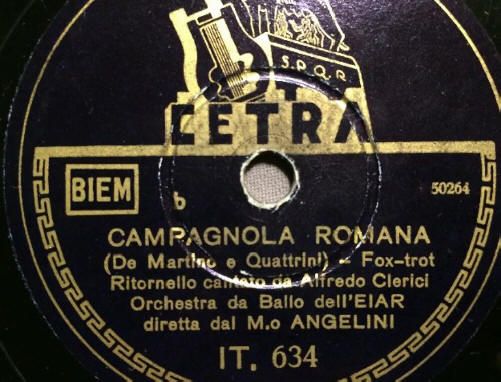 S.P.Q.R
CETRA
BIEM
b
50264
CAMPAGNOLA ROMANA
(De Martino e Quattrini) - Fox-trot
Ritornello cantato da Alfredo Clerici
Orchestra da Ballo dell'EIAR
diretta dal M.o ANGELINI
IT. 634